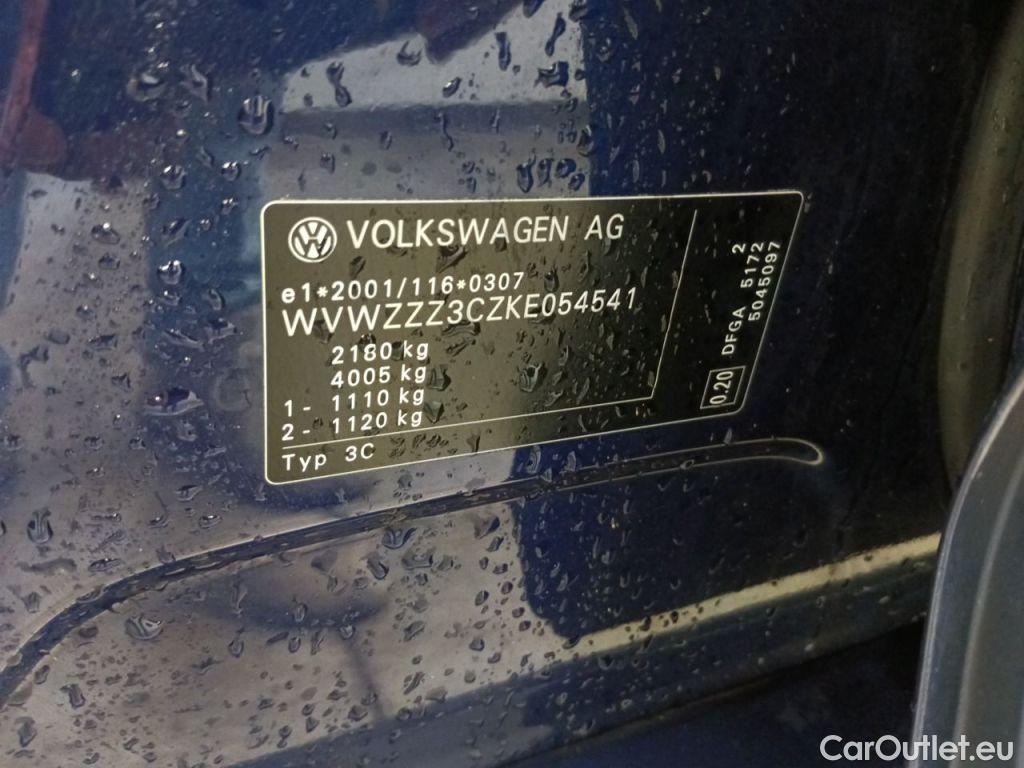 VOLKSWAGEN AG
e1*2001/116*0307
WVWZZZ3CZKE054541
2180 kg
4005 kg
1- 1110 kg
2- 1120 kg
Typ 3C
0.20 DFGA 5172
5045097
CarOutlet.eu